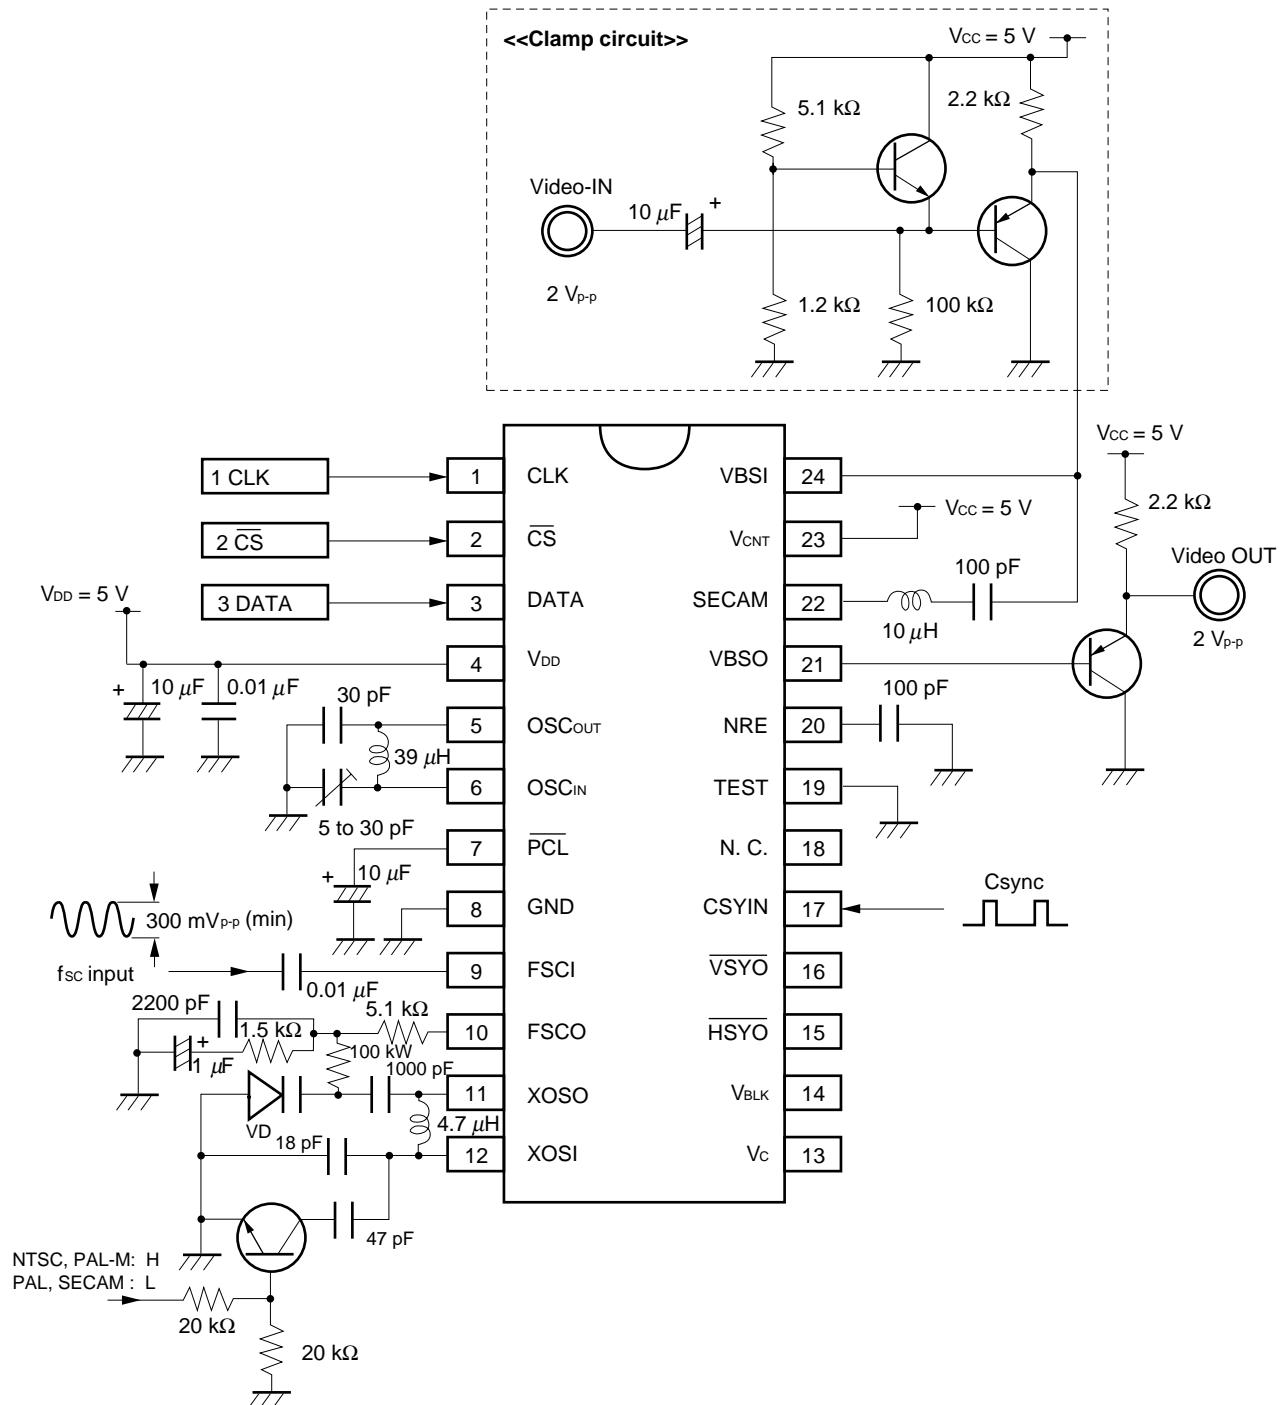 <<Clamp circuit>>
VCC = 5 V
5.1 kΩ
2.2 kΩ
Video-IN
10 μF
+
2 Vp-p
1.2 kΩ
100 kΩ
1 CLK
1
CLK
VBSI
24
VCC = 5 V
2.2 kΩ
2 CS
2
CS
VCNT
23
VCC = 5 V
Video OUT
2 Vp-p
VDD = 5 V
3 DATA
3
DATA
SECAM
22
100 pF
10 μH
4
VDD
VBSO
21
+
10 μF
0.01 μF
30 pF
5
OSCOUT
NRE
20
100 pF
39 μH
6
OSCIN
TEST
19
5 to 30 pF
7
PCL
N. C.
18
+
10 μF
8
GND
CSYIN
17
Csync
300 mVp-p (min)
fSC input
0.01 μF
9
FSCI
VSYO
16
2200 pF
5.1 kΩ
10
FSCO
HSYO
15
1.5 kΩ
+
1 μF
100 kW
1000 pF
11
XOSO
VBLK
14
VD
4.7 μH
18 pF
12
XOSI
VC
13
47 pF
NTSC, PAL-M: H
PAL, SECAM : L
20 kΩ
20 kΩ